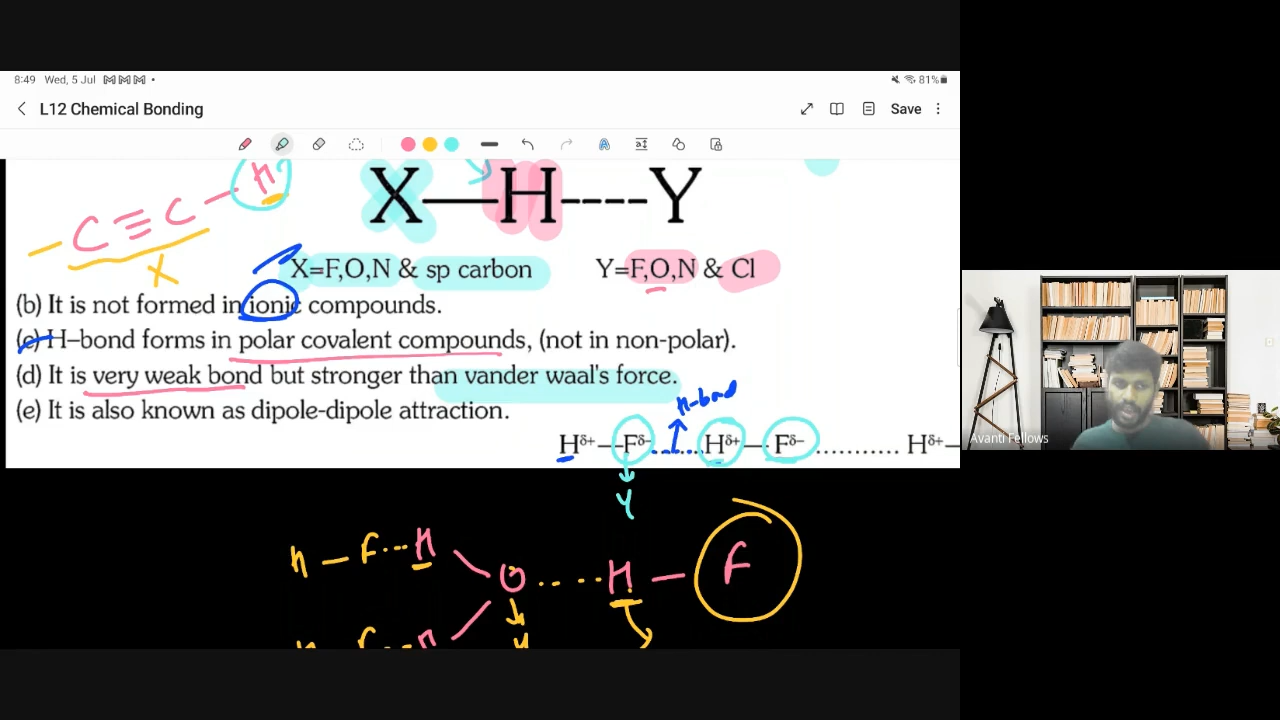 8:49 Wed, 5 Jul M M M • 81%
L12 Chemical Bonding Save
— C ≡ C — H
X
X—H----Y
X=F,O,N & sp carbon Y=F,O,N & Cl
(b) It is not formed in ionic compounds.
(c) H–bond forms in polar covalent compounds, (not in non-polar).
(d) It is very weak bond but stronger than vander waal's force.
(e) It is also known as dipole-dipole attraction.
H-bond
Hδ+—Fδ–.......Hδ+—Fδ–...........Hδ+—
Y
H — F --- H
O ---- H — F
Y
Avanti Fellows